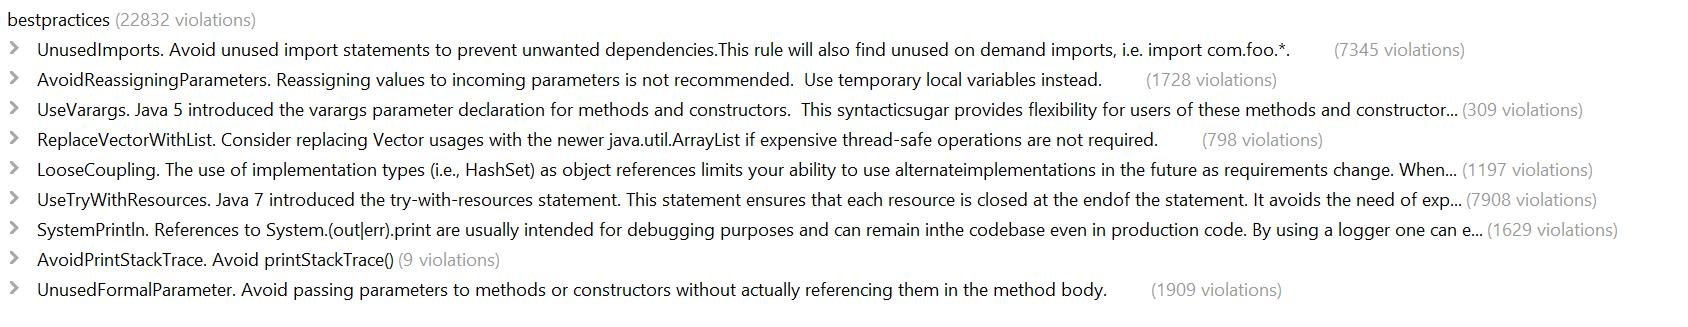 bestpractices (22832 violations)
UnusedImports. Avoid unused import statements to prevent unwanted dependencies.This rule will also find unused on demand imports, i.e. import com.foo.*. (7345 violations)
AvoidReassigningParameters. Reassigning values to incoming parameters is not recommended.  Use temporary local variables instead. (1728 violations)
UseVarargs. Java 5 introduced the varargs parameter declaration for methods and constructors.  This syntacticsugar provides flexibility for users of these methods and constructor... (309 violations)
ReplaceVectorWithList. Consider replacing Vector usages with the newer java.util.ArrayList if expensive thread-safe operations are not required. (798 violations)
LooseCoupling. The use of implementation types (i.e., HashSet) as object references limits your ability to use alternateimplementations in the future as requirements change. When... (1197 violations)
UseTryWithResources. Java 7 introduced the try-with-resources statement. This statement ensures that each resource is closed at the endof the statement. It avoids the need of exp... (7908 violations)
SystemPrintln. References to System.(out|err).print are usually intended for debugging purposes and can remain inthe codebase even in production code. By using a logger one can e... (1629 violations)
AvoidPrintStackTrace. Avoid printStackTrace() (9 violations)
UnusedFormalParameter. Avoid passing parameters to methods or constructors without actually referencing them in the method body. (1909 violations)